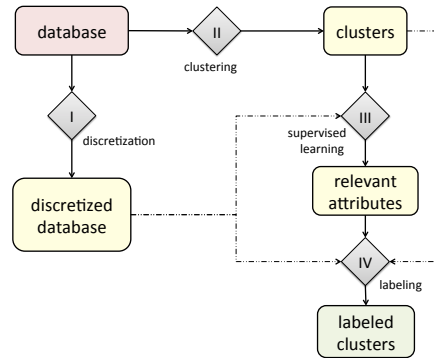 database
II
clusters
clustering
I
III
discretization
supervised
learning
discretized
database
relevant
attributes
IV
labeling
labeled
clusters